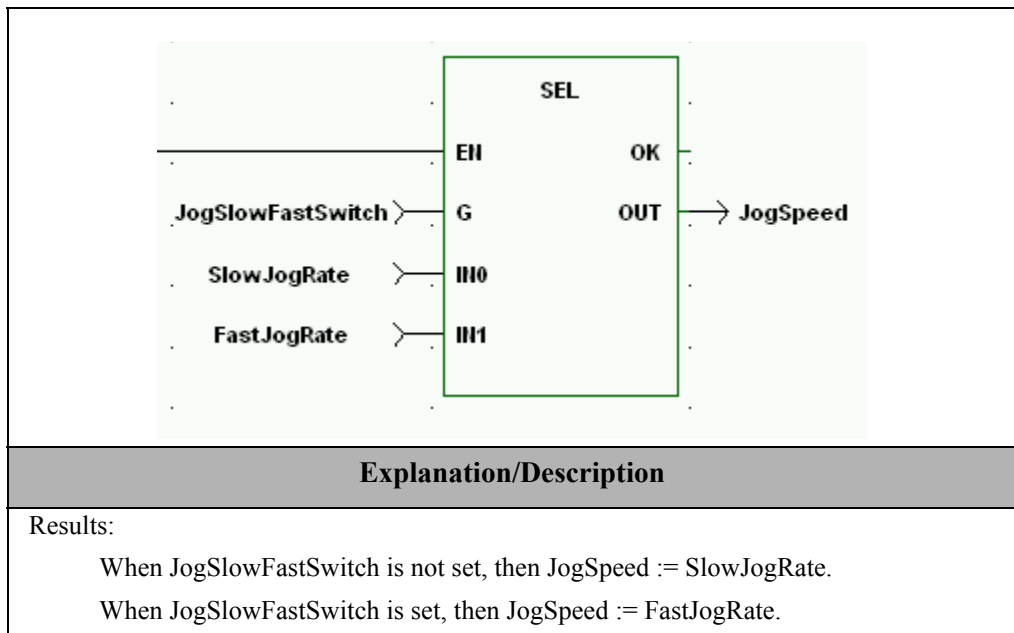 SEL
EN OK
JogSlowFastSwitch G OUT JogSpeed
SlowJogRate IN0
FastJogRate IN1
Explanation/Description
Results:
When JogSlowFastSwitch is not set, then JogSpeed := SlowJogRate.
When JogSlowFastSwitch is set, then JogSpeed := FastJogRate.